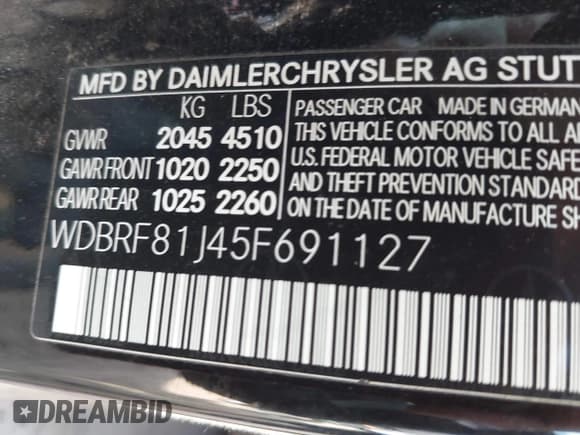 MFD BY DAIMLERCHRYSLER AG
KG LBS
GVWR 2045 4510
GAWR FRONT 1020 2250
GAWR REAR 1025 2260
PASSENGER CAR MADE IN GERMAN
THIS VEHICLE CONFORMS TO ALL
U.S. FEDERAL MOTOR VEHICLE SAFE
AND THEFT PREVENTION STANDARD
ON THE DATE OF MANUFACTURE SH
WDBRF81J45F691127
DREAMBID